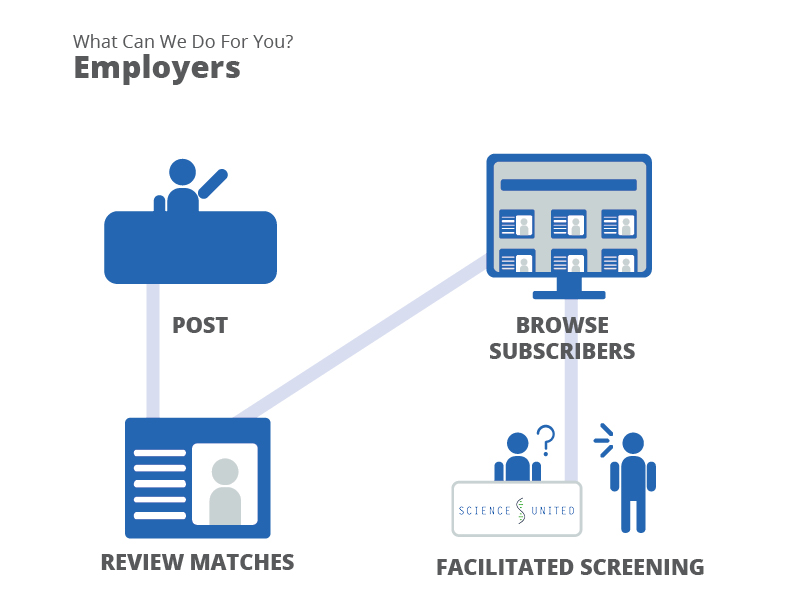 What Can We Do For You?
Employers
POST
BROWSE
SUBSCRIBERS
REVIEW MATCHES
?
SCIENCE UNITED
FACILITATED SCREENING